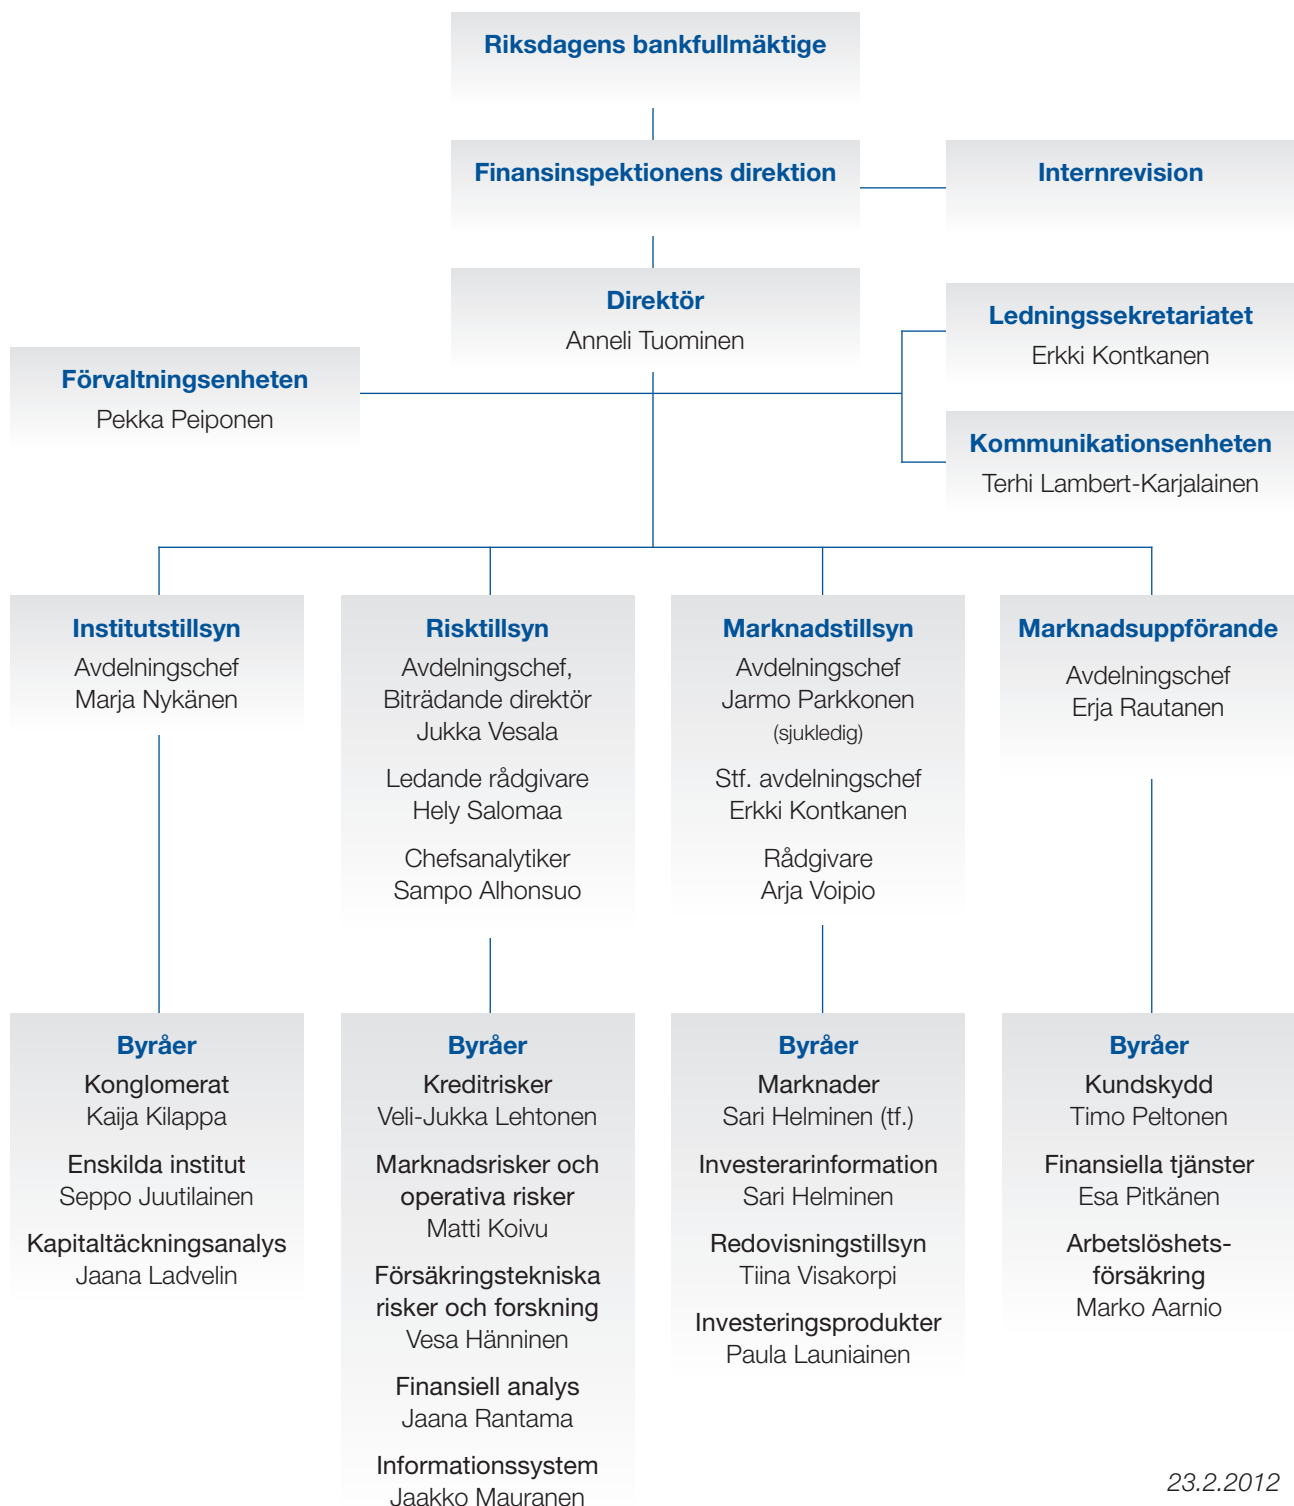 Riksdagens bankfullmäktige
Finansinspektionens direktion
Internrevision
Direktör
Anneli Tuominen
Ledningssekretariatet
Erkki Kontkanen
Förvaltningsenheten
Pekka Peiponen
Kommunikationsenheten
Terhi Lambert-Karjalainen
Institutstillsyn
Avdelningschef
Marja Nykänen
Risktillsyn
Avdelningschef,
Biträdande direktör
Jukka Vesala
Ledande rådgivare
Hely Salomaa
Chefsanalytiker
Sampo Alhonsuo
Marknadstillsyn
Avdelningschef
Jarmo Parkkonen
(sjukledig)
Stf. avdelningschef
Erkki Kontkanen
Rådgivare
Arja Voipio
Marknadsuppförande
Avdelningschef
Erja Rautanen
Byråer
Konglomerat
Kaija Kilappa
Enskilda institut
Seppo Juutilainen
Kapitaltäckningsanalys
Jaana Ladvelin
Byråer
Kreditrisker
Veli-Jukka Lehtonen
Marknadsrisker och
operativa risker
Matti Koivu
Försäkringstekniska
risker och forskning
Vesa Hänninen
Finansiell analys
Jaana Rantama
Informationssystem
Jaakko Mauranen
Byråer
Marknader
Sari Helminen (tf.)
Investerarinformation
Sari Helminen
Redovisningstillsyn
Tiina Visakorpi
Investeringsprodukter
Paula Launiainen
Byråer
Kundskydd
Timo Peltonen
Finansiella tjänster
Esa Pitkänen
Arbetslöshets-
försäkring
Marko Aarnio
23.2.2012